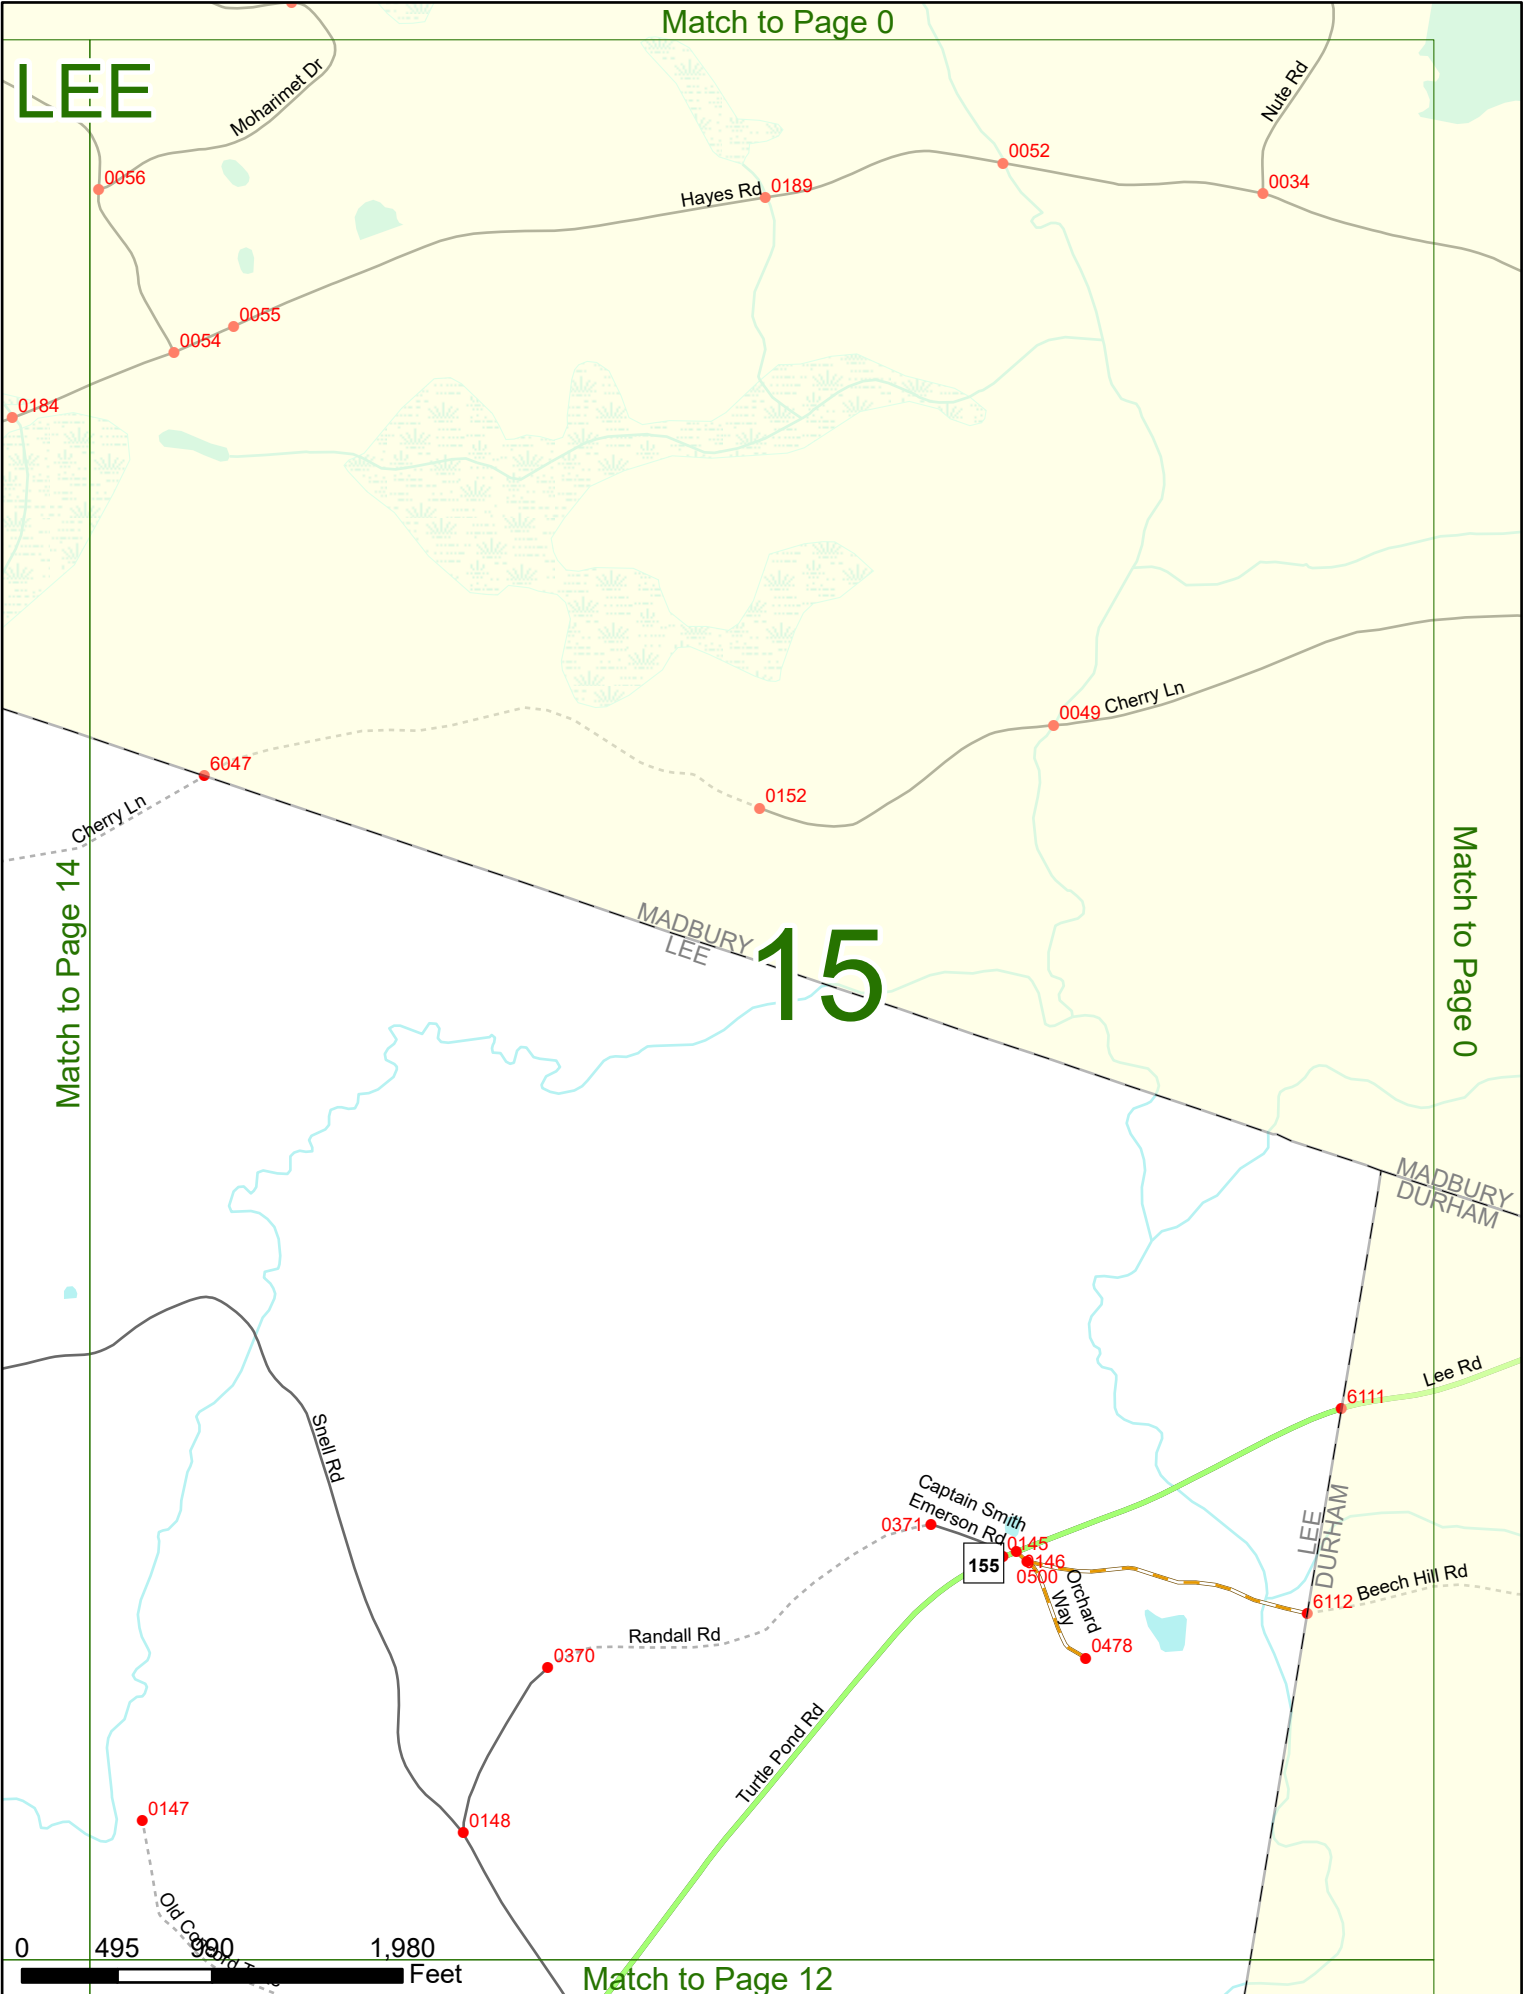 Match to Page 0
LEE
Moharimet Dr
Nute Rd
0056
Hayes Rd
0189
0052
0034
0055
0054
0184
0049
Cherry Ln
6047
0152
Cherry Ln
Match to Page 14
MADBURY
LEE
15
Match to Page 0
MADBURY
DURHAM
Snell Rd
Lee Rd
6111
Captain Smith
Emerson Rd
0371
0145
155
0146
0500
Orchard
Way
LEE
DURHAM
Beech Hill Rd
6112
Randall Rd
0370
0478
Turtle Pond Rd
0147
0148
Old Concord
0 495 990 1,980
Feet
Match to Page 12